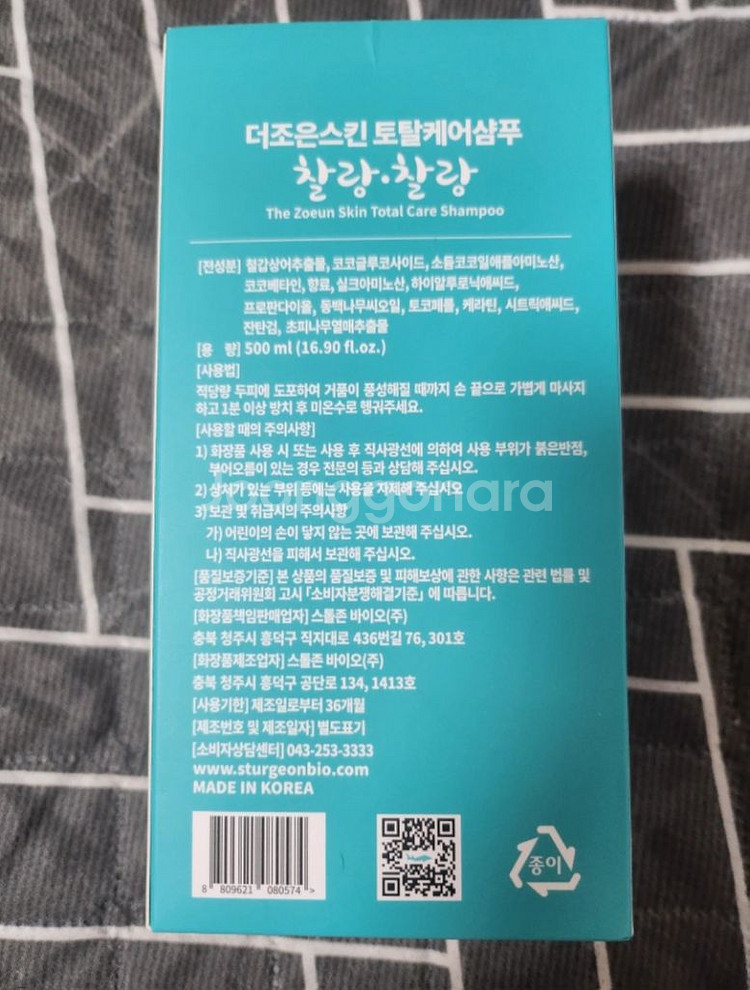 더조은스킨 토탈케어샴푸
찰랑·찰랑
The Zoeun Skin Total Care Shampoo
[전성분] 철갑상어추출물, 코코글루코사이드, 소듐코코일애플아미노산,
코코베타인, 향료, 실크아미노산, 하이알루로닉애씨드,
프로판다이올, 동백나무씨오일, 토코페롤, 케라틴, 시트릭애씨드,
잔탄검, 초피나무열매추출물
[용 량] 500 ml (16.90 fl.oz.)
[사용법]
적당량 두피에 도포하여 거품이 풍성해질 때까지 손 끝으로 가볍게 마사지
하고 1분 이상 방치 후 미온수로 헹궈주세요.
[사용할 때의 주의사항]
1) 화장품 사용 시 또는 사용 후 직사광선에 의하여 사용 부위가 붉은반점,
부어오름이 있는 경우 전문의 등과 상담해 주십시오.
2) 상처가 있는 부위 등에는 사용을 자제해 주십시오
joonggonara
3) 보관 및 취급시의 주의사항
가) 어린이의 손이 닿지 않는 곳에 보관해 주십시오.
나) 직사광선을 피해서 보관해 주십시오.
[품질보증기준] 본 상품의 품질보증 및 피해보상에 관한 사항은 관련 법률 및
공정거래위원회 고시 「소비자분쟁해결기준」에 따릅니다.
[화장품책임판매업자] 스톨존 바이오(주)
충북 청주시 흥덕구 직지대로 436번길 76, 301호
[화장품제조업자] 스톨존 바이오(주)
충북 청주시 흥덕구 공단로 134, 1413호
[사용기한] 제조일로부터 36개월
[제조번호 및 제조일자] 별도표기
[소비자상담센터] 043-253-3333
www.sturgeonbio.com
MADE IN KOREA
8 809621 080574 >
종이